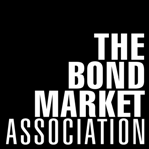 THE
BOND
MARKET
ASSOCIATION